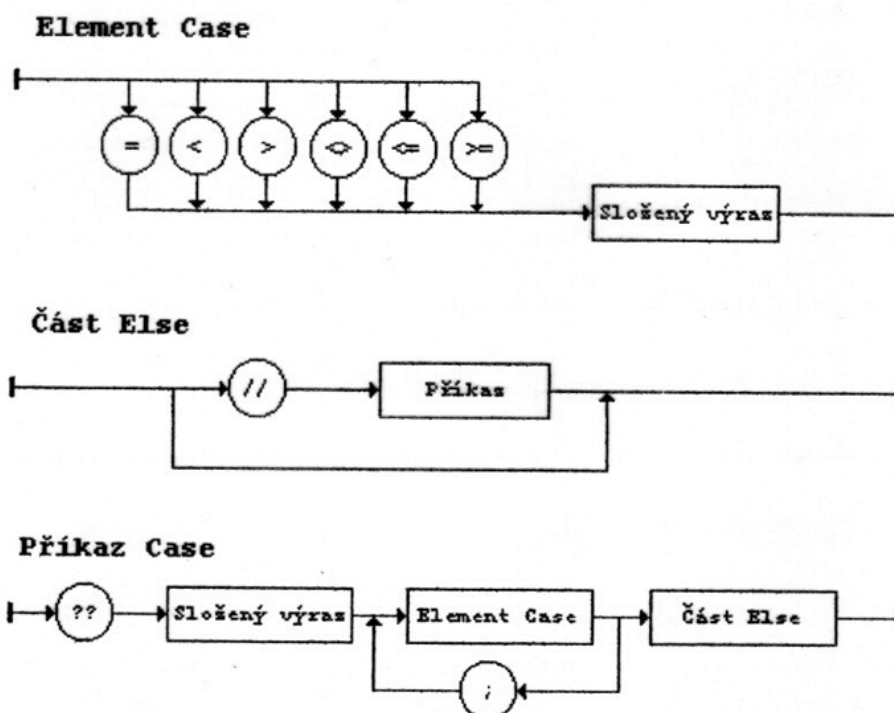 Element Case
= < > <> <= >=
Složený výraz
Část Else
// Příkaz
Příkaz Case
?? Složený výraz Element Case Část Else
;